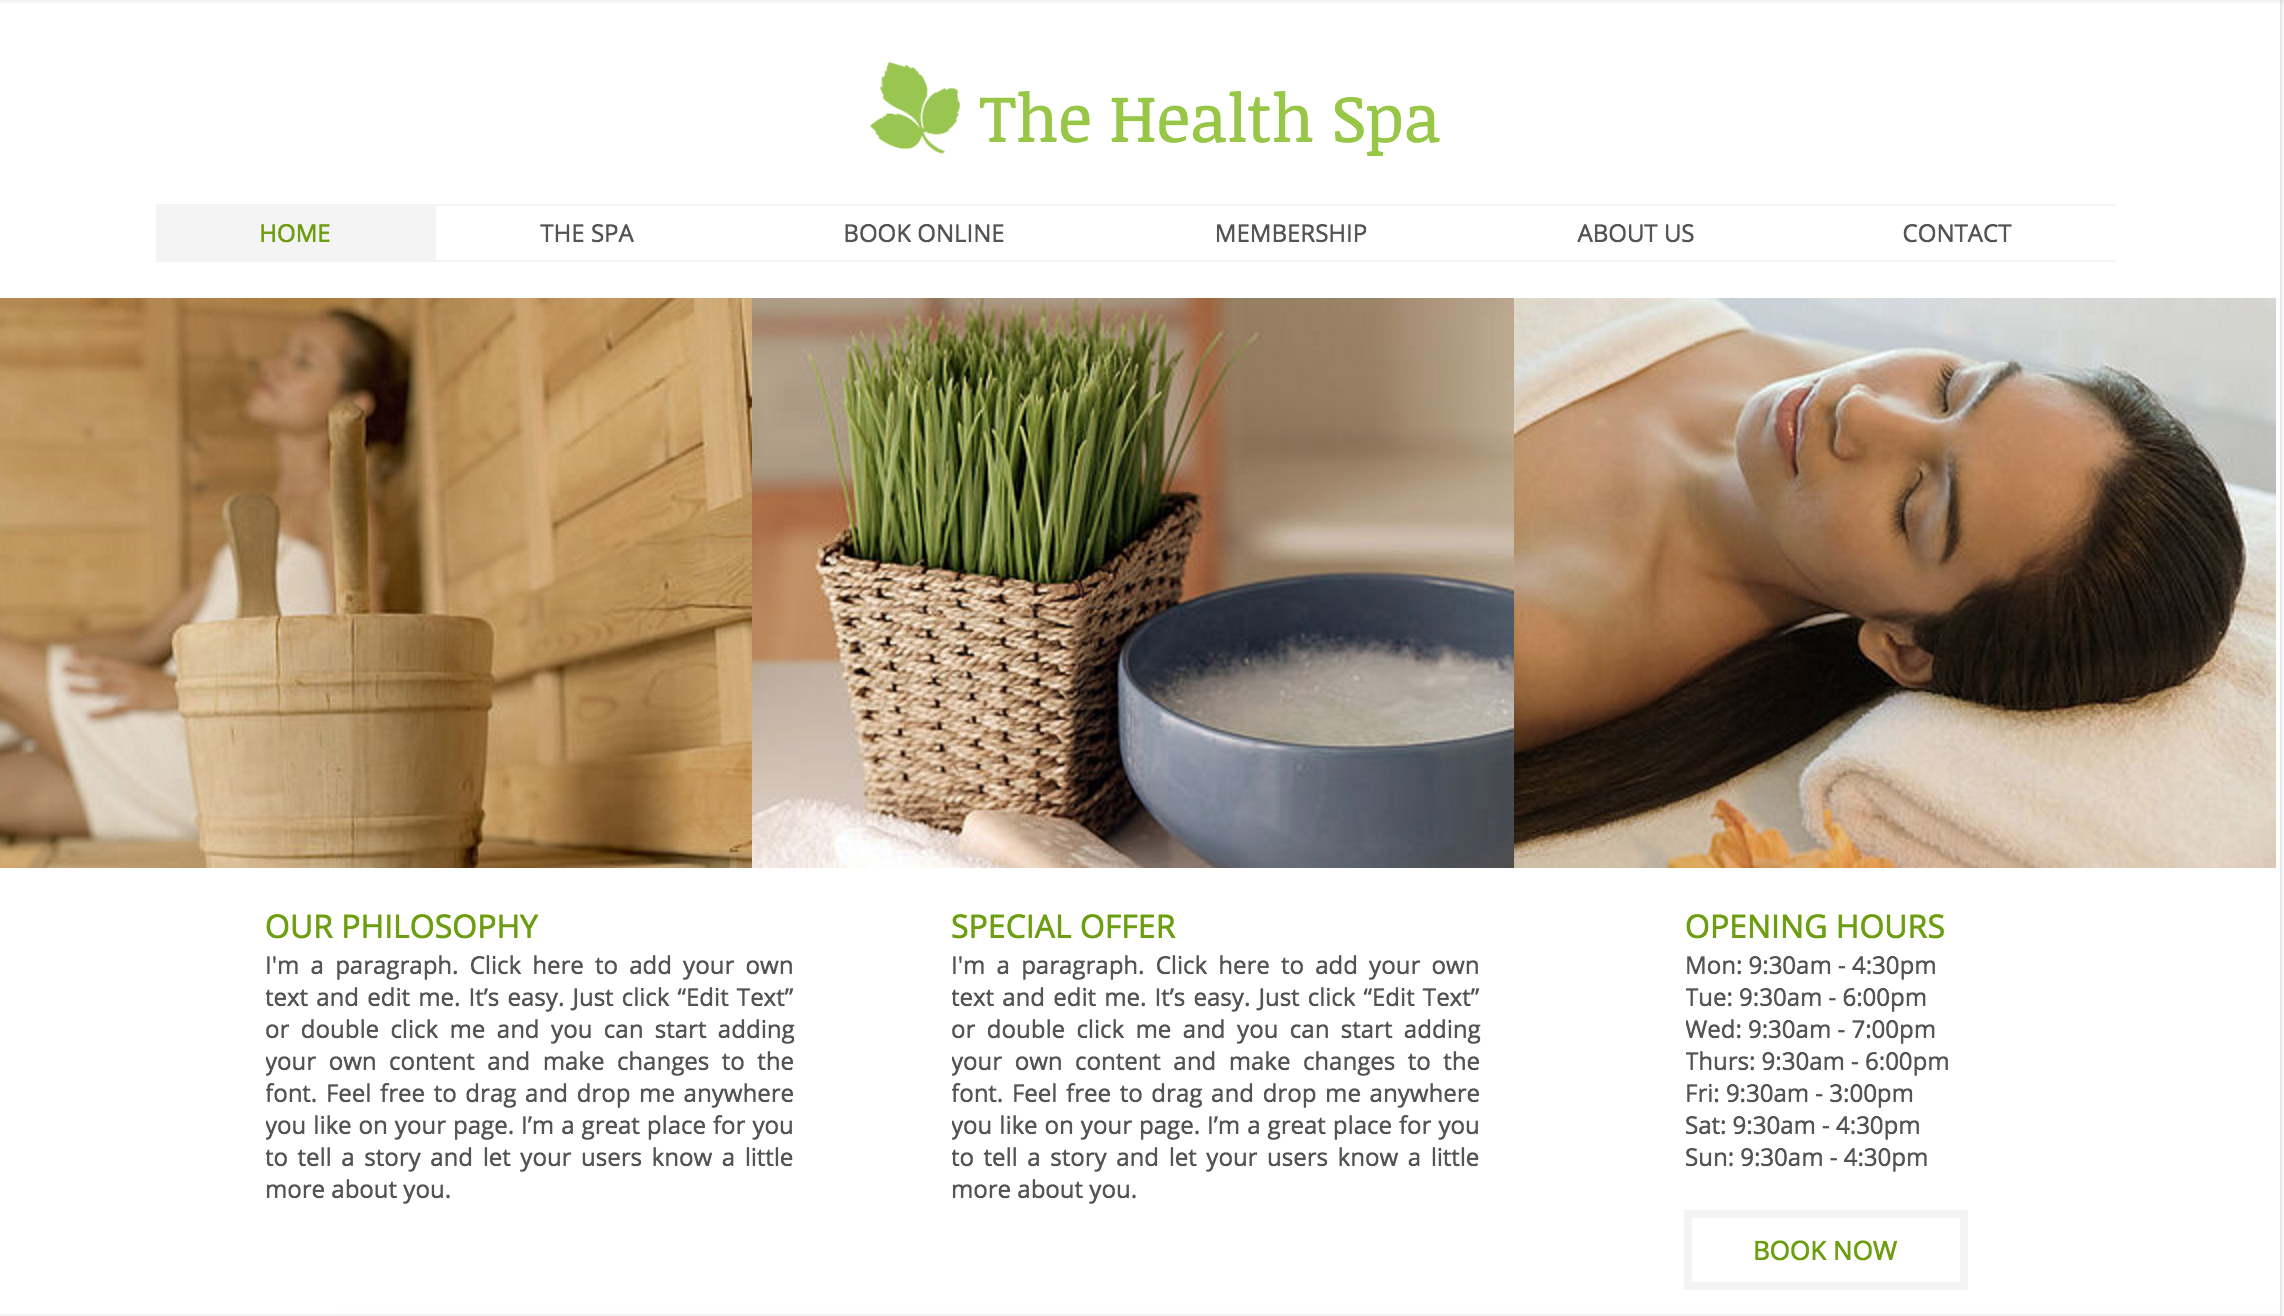 The Health Spa
HOME THE SPA BOOK ONLINE MEMBERSHIP ABOUT US CONTACT
OUR PHILOSOPHY
I'm a paragraph. Click here to add your own
text and edit me. It’s easy. Just click “Edit Text”
or double click me and you can start adding
your own content and make changes to the
font. Feel free to drag and drop me anywhere
you like on your page. I’m a great place for you
to tell a story and let your users know a little
more about you.
SPECIAL OFFER
I'm a paragraph. Click here to add your own
text and edit me. It’s easy. Just click “Edit Text”
or double click me and you can start adding
your own content and make changes to the
font. Feel free to drag and drop me anywhere
you like on your page. I’m a great place for you
to tell a story and let your users know a little
more about you.
OPENING HOURS
Mon: 9:30am - 4:30pm
Tue: 9:30am - 6:00pm
Wed: 9:30am - 7:00pm
Thurs: 9:30am - 6:00pm
Fri: 9:30am - 3:00pm
Sat: 9:30am - 4:30pm
Sun: 9:30am - 4:30pm
BOOK NOW